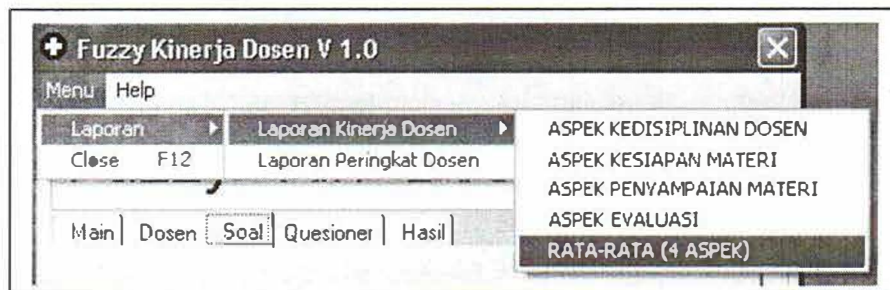 Fuzzy Kinerja Dosen V 1.0
Menu Help
Laporan Laporan Kinerja Dosen ASPEK KEDISIPLINAN DOSEN
Close F12 Laporan Peringkat Dosen ASPEK KESIAPAN MATERI
ASPEK PENYAMPAIAN MATERI
ASPEK EVALUASI
RATA-RATA (4 ASPEK)
Main Dosen Soal Quesioner Hasil